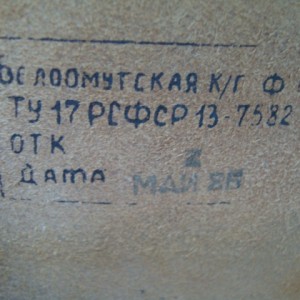 БЕЛООМУТСКАЯ К/Г Ф
ТУ 17 РСФСР 13-7582
ОТК
ДАТА МАЙ 86